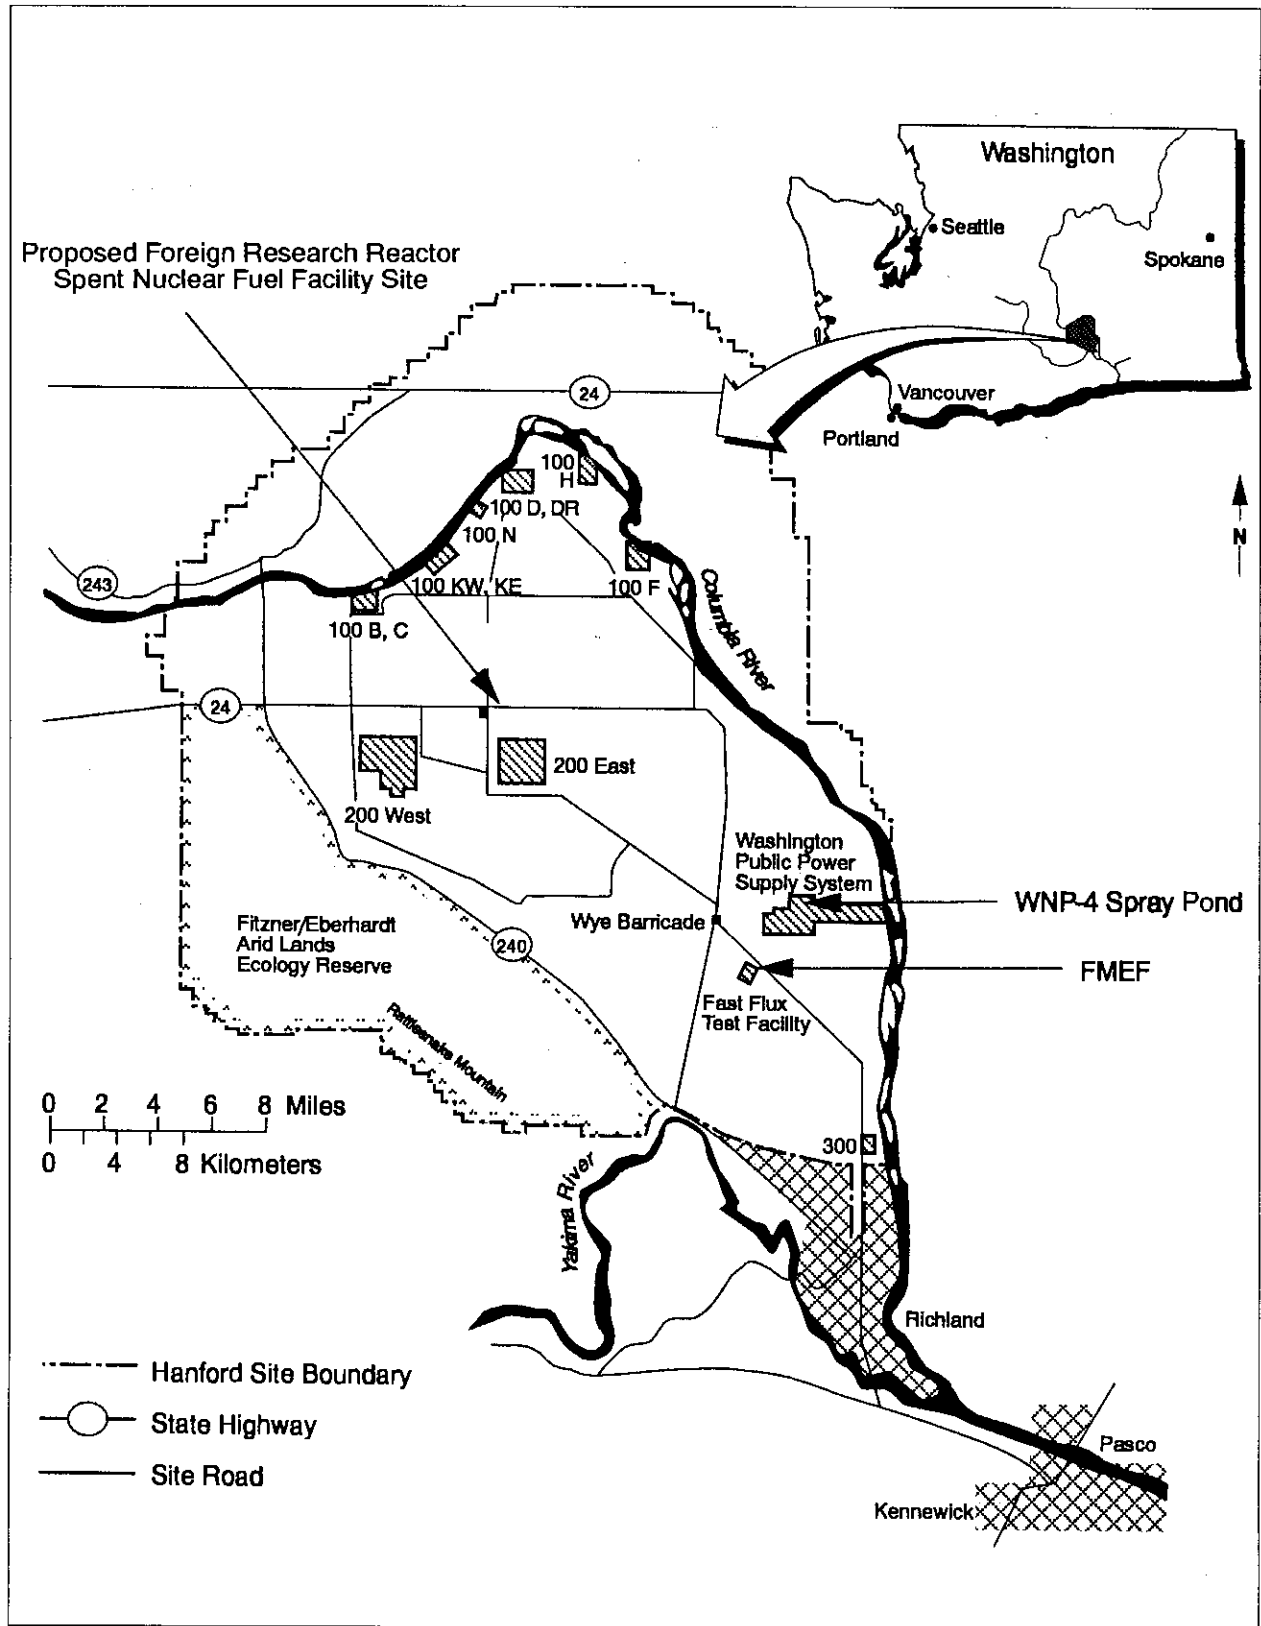 Washington
Seattle
Spokane
Vancouver
Portland
Proposed Foreign Research Reactor
Spent Nuclear Fuel Facility Site
24
N
100
H
100 D, DR
100 N
100 KW, KE
100 F
243
100 B, C
Columbia River
24
200 East
200 West
Washington
Public Power
Supply System
WNP-4 Spray Pond
Wye Barricade
Fitzner/Eberhardt
Arid Lands
Ecology Reserve
240
FMEF
Fast Flux
Test Facility
Rattlesnake Mountain
0 2 4 6 8 Miles
0 4 8 Kilometers
300
Yakima River
Richland
Hanford Site Boundary
State Highway
Site Road
Pasco
Kennewick